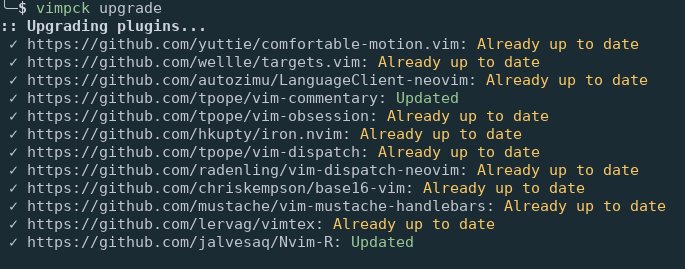 ╰─$ vimpck upgrade
:: Upgrading plugins...
✓ https://github.com/yuttie/comfortable-motion.vim: Already up to date
✓ https://github.com/wellle/targets.vim: Already up to date
✓ https://github.com/autozimu/LanguageClient-neovim: Already up to date
✓ https://github.com/tpope/vim-commentary: Updated
✓ https://github.com/tpope/vim-obsession: Already up to date
✓ https://github.com/hkupty/iron.nvim: Already up to date
✓ https://github.com/tpope/vim-dispatch: Already up to date
✓ https://github.com/radenling/vim-dispatch-neovim: Already up to date
✓ https://github.com/chriskempson/base16-vim: Already up to date
✓ https://github.com/mustache/vim-mustache-handlebars: Already up to date
✓ https://github.com/lervag/vimtex: Already up to date
✓ https://github.com/jalvesaq/Nvim-R: Updated